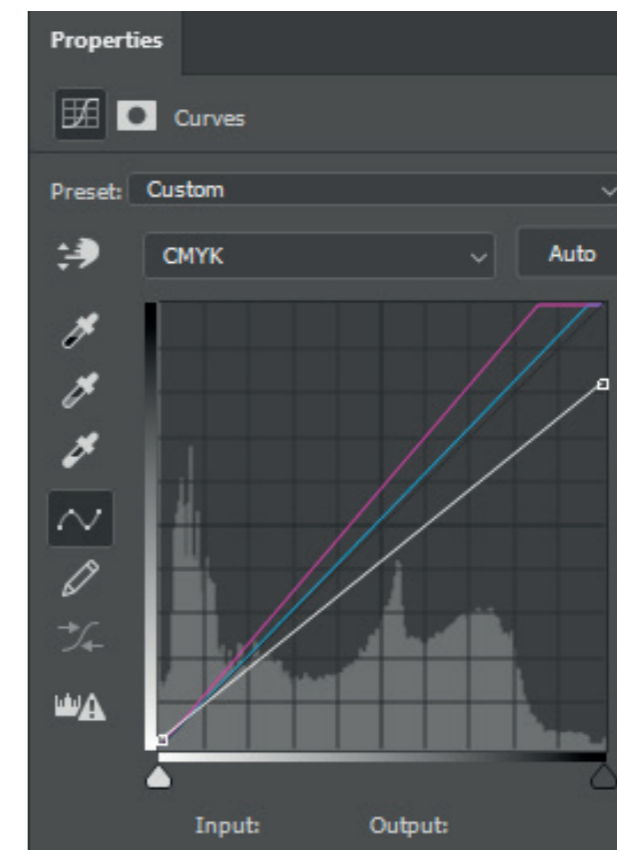 Properties
Curves
Preset: Custom
CMYK Auto
Input: Output: